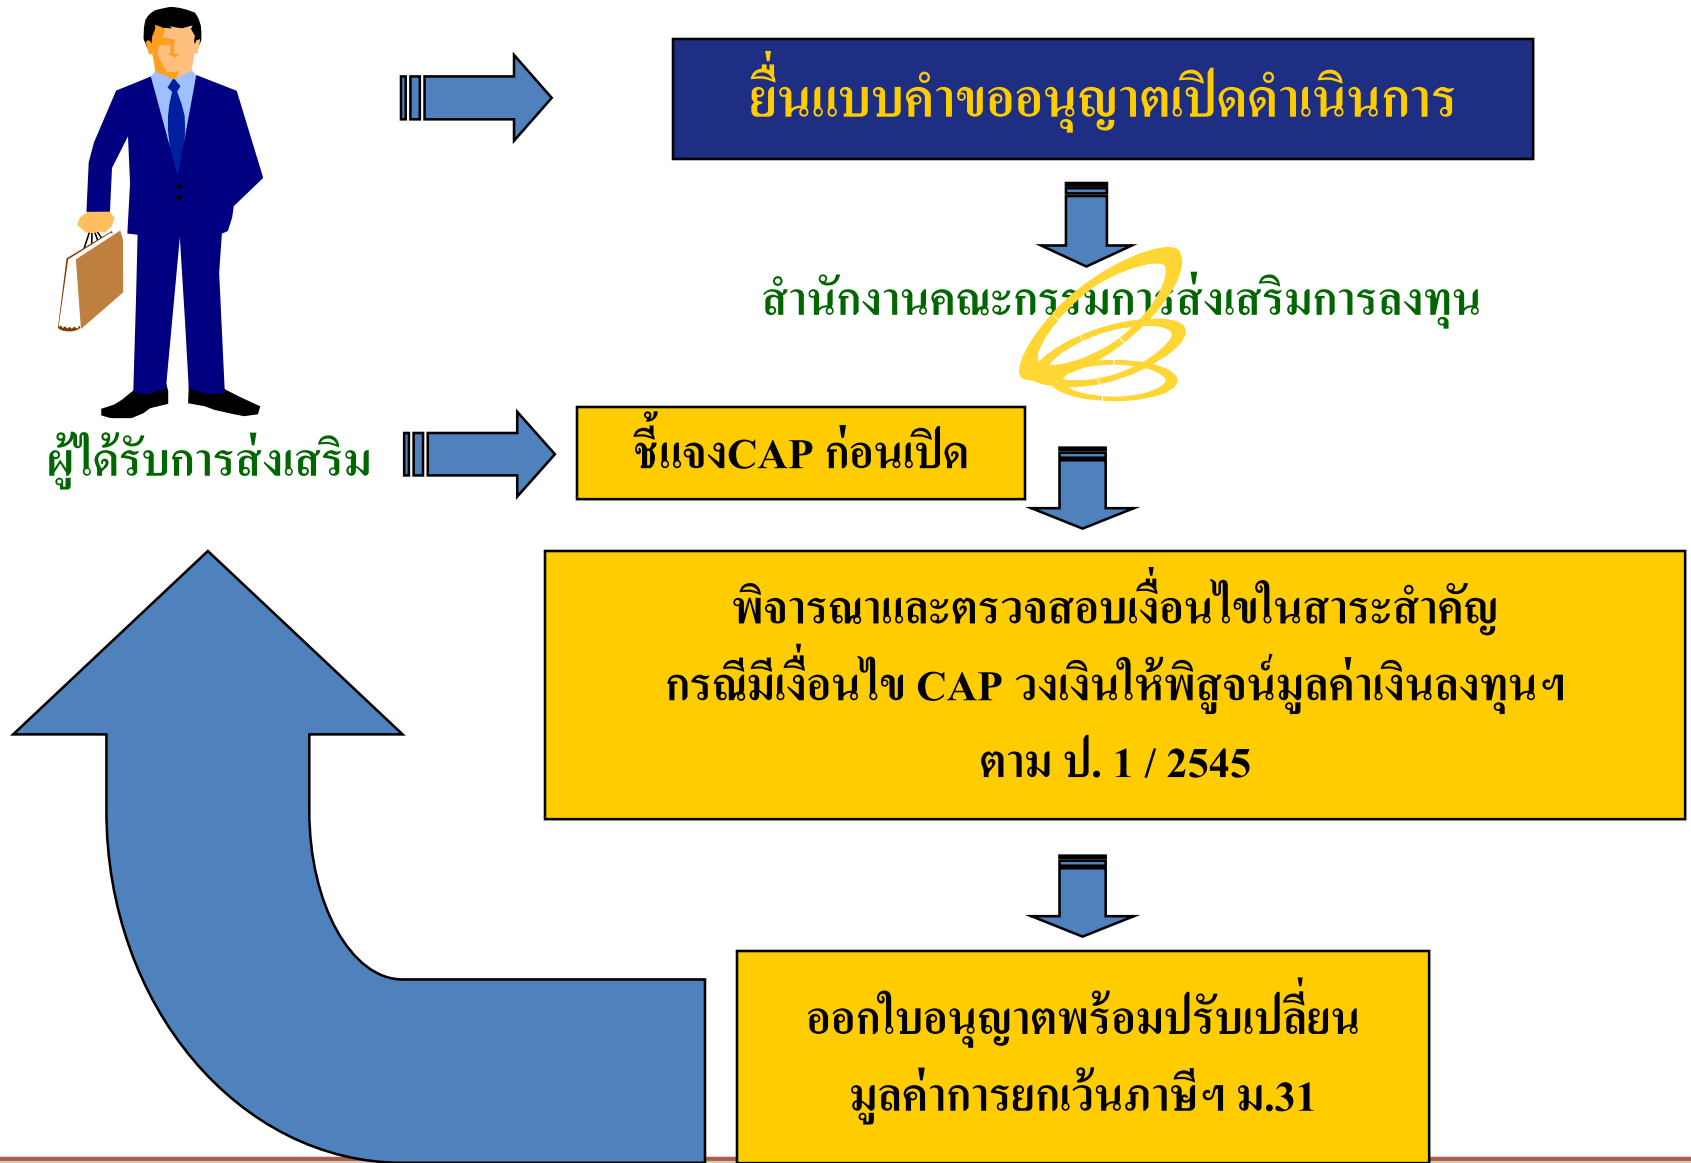 ยื่นแบบคำขออนุญาตเปิดดำเนินการ
สำนักงานคณะกรรมการส่งเสริมการลงทุน
ผู้ได้รับการส่งเสริม
ชี้แจงCAP ก่อนเปิด
พิจารณาและตรวจสอบเงื่อนไขในสาระสำคัญ
กรณีมีเงื่อนไข CAP วงเงินให้พิสูจน์มูลค่าเงินลงทุนฯ
ตาม ป. 1 / 2545
ออกใบอนุญาตพร้อมปรับเปลี่ยน
มูลค่าการยกเว้นภาษีฯ ม.31